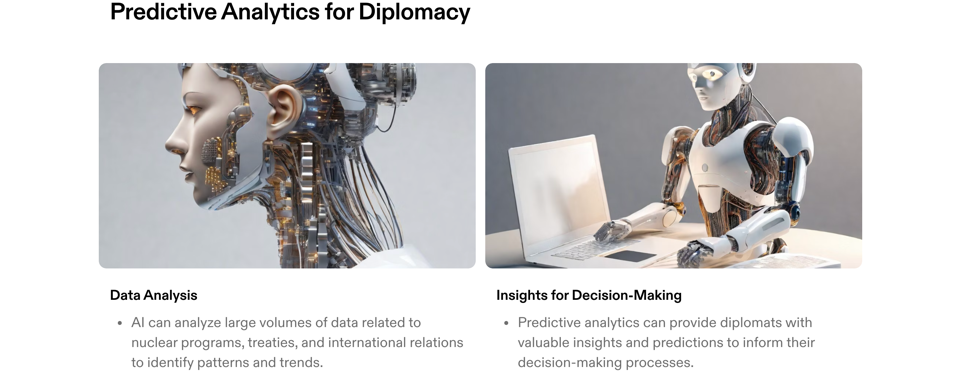 Predictive Analytics for Diplomacy
Data Analysis
• AI can analyze large volumes of data related to
nuclear programs, treaties, and international relations
to identify patterns and trends.
Insights for Decision-Making
• Predictive analytics can provide diplomats with
valuable insights and predictions to inform their
decision-making processes.